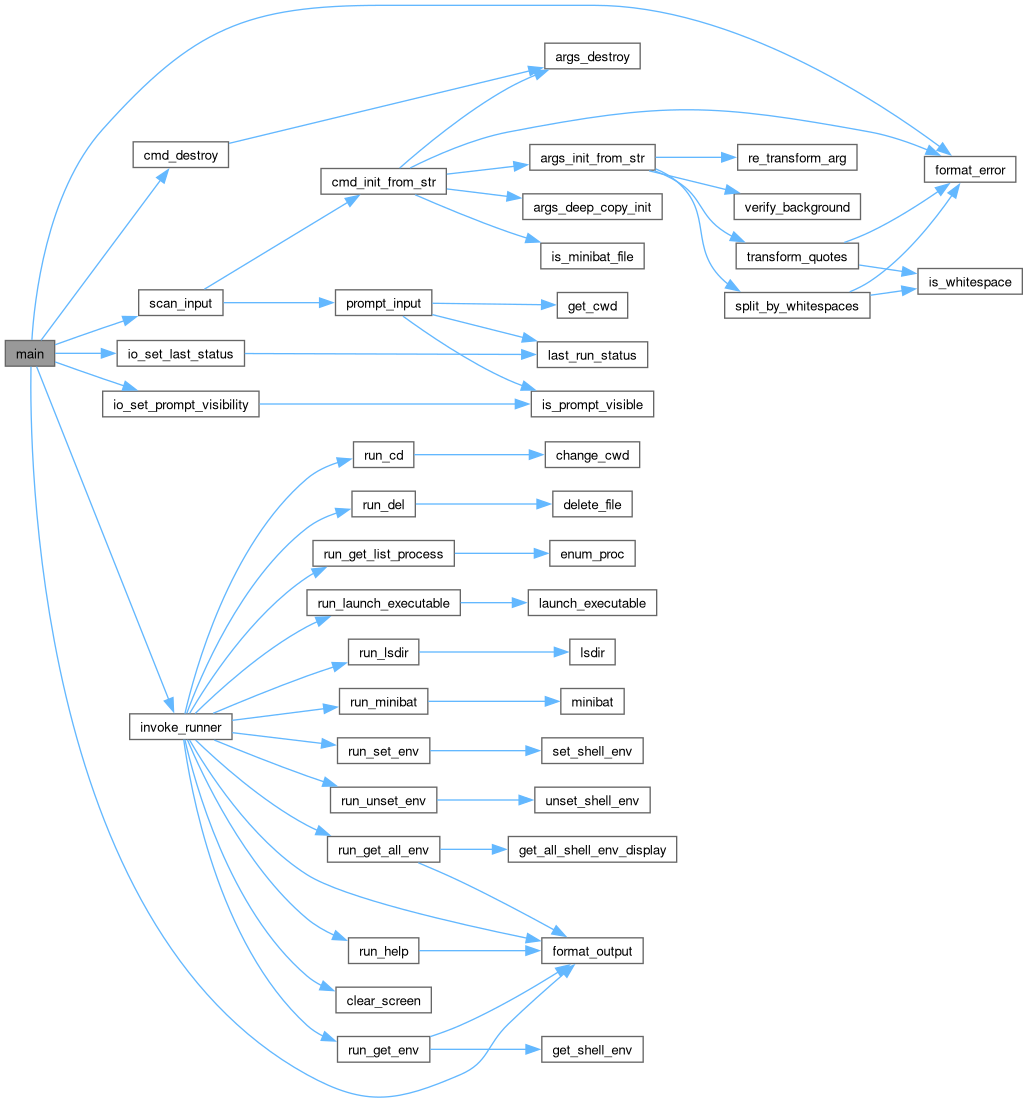 args_destroy
cmd_destroy
args_init_from_str
re_transform_arg
format_error
cmd_init_from_str
args_deep_copy_init
verify_background
is_minibat_file
transform_quotes
is_whitespace
scan_input
prompt_input
get_cwd
split_by_whitespaces
main
io_set_last_status
last_run_status
io_set_prompt_visibility
is_prompt_visible
run_cd
change_cwd
run_del
delete_file
run_get_list_process
enum_proc
run_launch_executable
launch_executable
run_lsdir
lsdir
run_minibat
minibat
invoke_runner
run_set_env
set_shell_env
run_unset_env
unset_shell_env
run_get_all_env
get_all_shell_env_display
run_help
format_output
clear_screen
run_get_env
get_shell_env